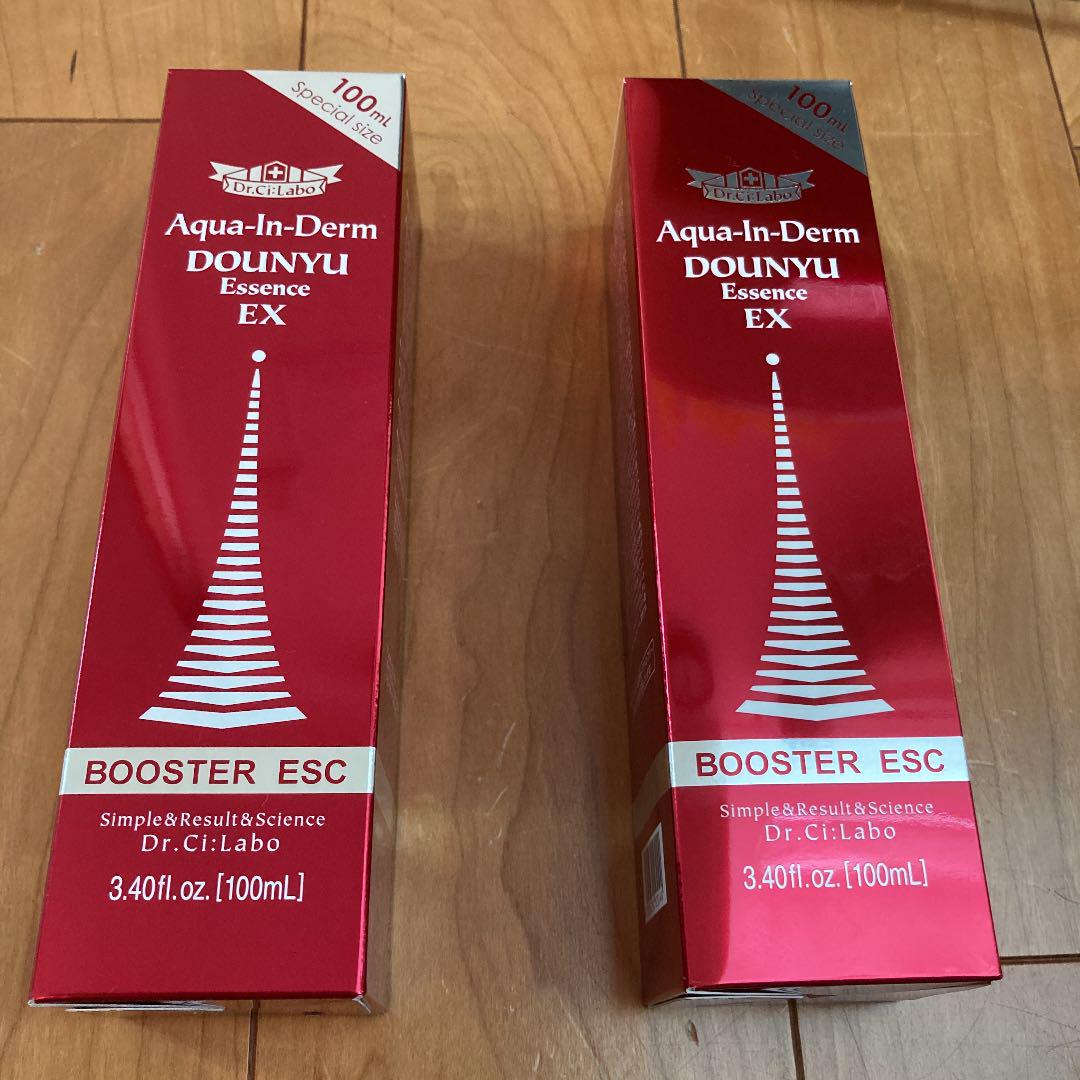 100mL
Special size
Dr.Ci:Labo
Aqua-In-Derm
DOUNYU
Essence
EX
BOOSTER ESC
Simple&Result&Science
Dr.Ci:Labo
3.40fl.oz.[100mL]
100mL
Special size
Dr.Ci:Labo
Aqua-In-Derm
DOUNYU
Essence
EX
BOOSTER ESC
Simple&Result&Science
Dr.Ci:Labo
3.40fl.oz.[100mL]